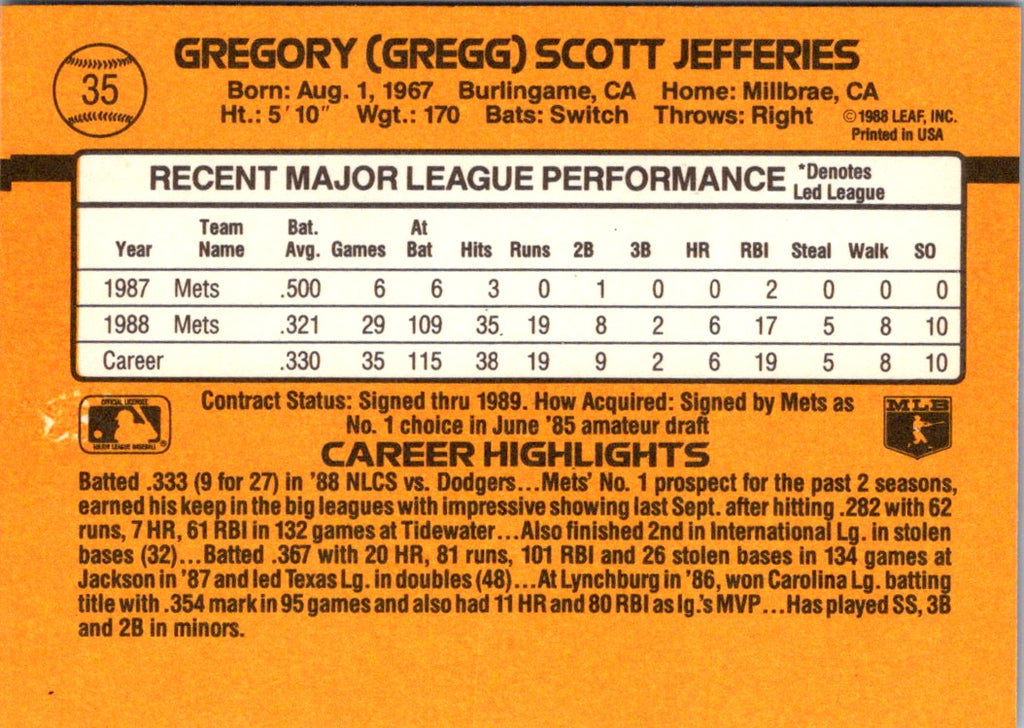 35
GREGORY (GREGG) SCOTT JEFFERIES
Born: Aug. 1, 1967 Burlingame, CA Home: Millbrae, CA
Ht.: 5' 10" Wgt.: 170 Bats: Switch Throws: Right
©1988 LEAF, INC.
Printed in USA
RECENT MAJOR LEAGUE PERFORMANCE *Denotes
Led League
Year Team Name Bat. Avg. Games At Bat Hits Runs 2B 3B HR RBI Steal Walk SO
1987 Mets .500 6 6 3 0 1 0 0 2 0 0 0
1988 Mets .321 29 109 35 19 8 2 6 17 5 8 10
Career .330 35 115 38 19 9 2 6 19 5 8 10
OFFICIAL LICENSEE
MAJOR LEAGUE BASEBALL
Contract Status: Signed thru 1989. How Acquired: Signed by Mets as
No. 1 choice in June '85 amateur draft
MLB
CAREER HIGHLIGHTS
Batted .333 (9 for 27) in '88 NLCS vs. Dodgers...Mets' No. 1 prospect for the past 2 seasons,
earned his keep in the big leagues with impressive showing last Sept. after hitting .282 with 62
runs, 7 HR, 61 RBI in 132 games at Tidewater...Also finished 2nd in International Lg. in stolen
bases (32)...Batted .367 with 20 HR, 81 runs, 101 RBI and 26 stolen bases in 134 games at
Jackson in '87 and led Texas Lg. in doubles (48)...At Lynchburg in '86, won Carolina Lg. batting
title with .354 mark in 95 games and also had 11 HR and 80 RBI as lg.'s MVP...Has played SS, 3B
and 2B in minors.